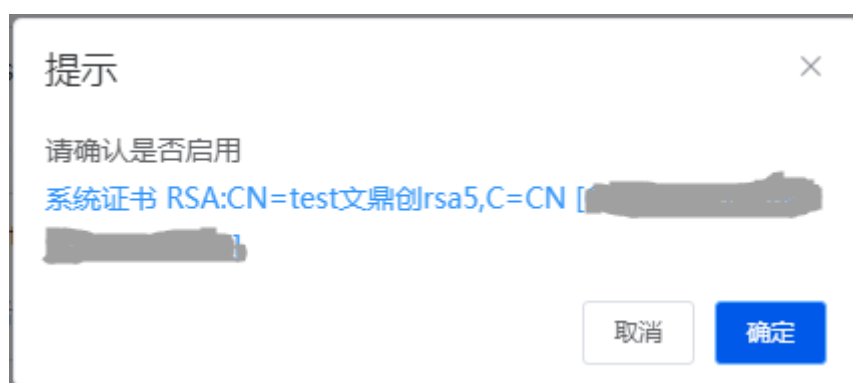 提示
请确认是否启用
系统证书 RSA:CN=test文鼎创rsa5,C=CN [
]
取消
确定